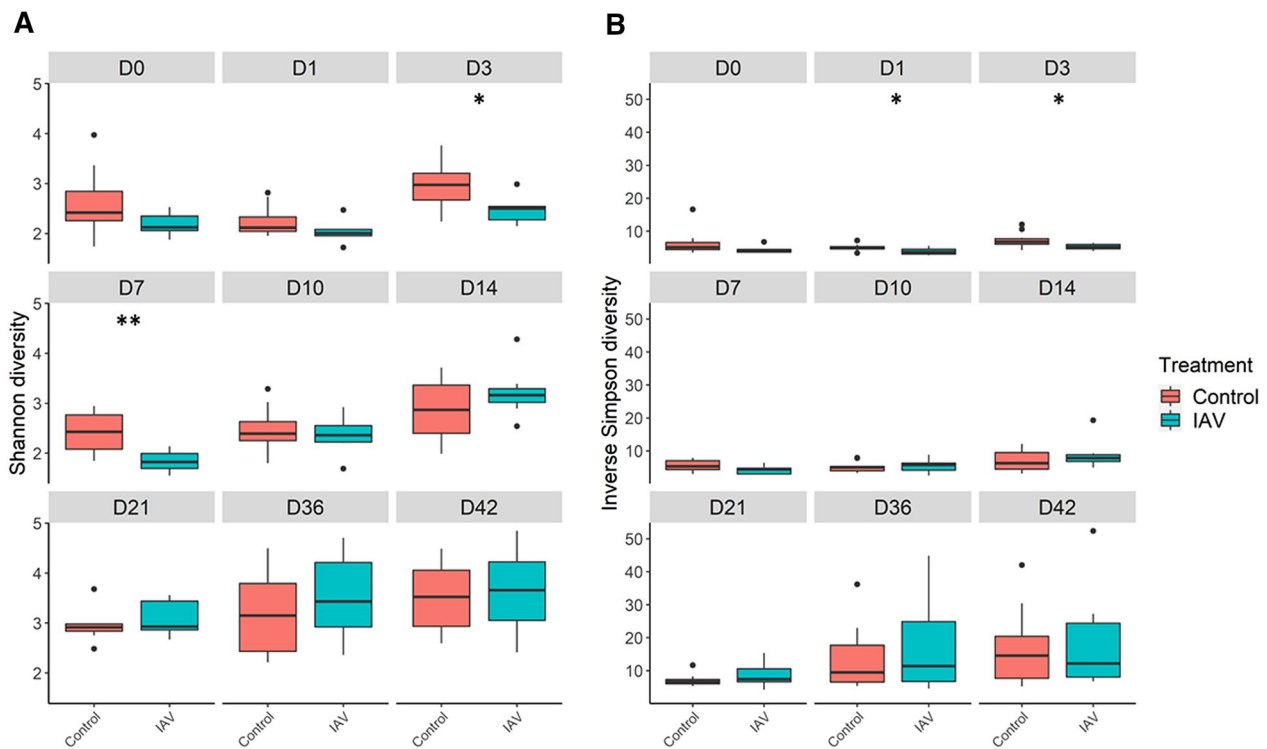 A
B
D0 D1 D3
D0 D1 D3
5
4
3
2
*
50
40
30
20
10
* *
D7 D10 D14
D7 D10 D14
5
4
3
2
**
50
40
30
20
10
Shannon diversity
Inverse Simpson diversity
Treatment
Control
IAV
D21 D36 D42
D21 D36 D42
5
4
3
2
50
40
30
20
10
Control IAV Control IAV Control IAV
Control IAV Control IAV Control IAV